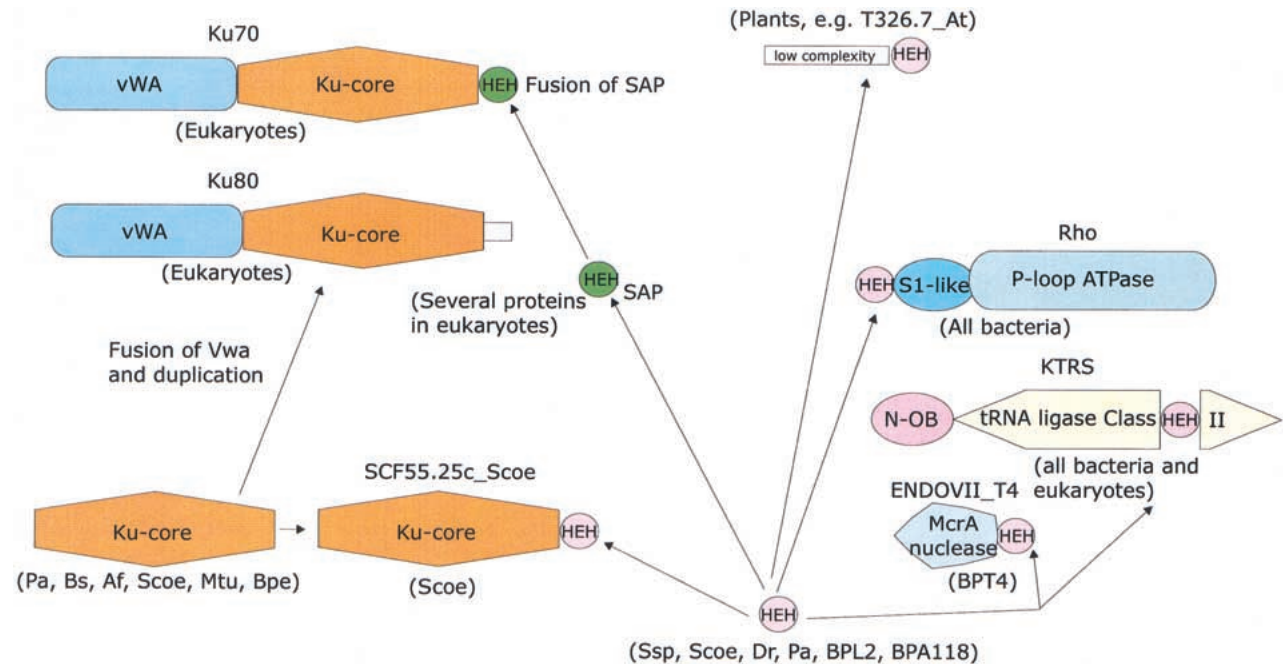 Ku70
vWA
Ku-core
HEH
Fusion of SAP
(Eukaryotes)
Ku80
vWA
Ku-core
(Eukaryotes)
HEH
SAP
(Several proteins
in eukaryotes)
Fusion of Vwa
and duplication
Ku-core
(Pa, Bs, Af, Scoe, Mtu, Bpe)
SCF55.25c_Scoe
Ku-core
HEH
(Scoe)
(Plants, e.g. T326.7_At)
low complexity
HEH
Rho
HEH
S1-like
P-loop ATPase
(All bacteria)
KTRS
N-OB
tRNA ligase Class
HEH
II
(all bacteria and
eukaryotes)
ENDOVII_T4
McrA
nuclease
HEH
(BPT4)
HEH
(Ssp, Scoe, Dr, Pa, BPL2, BPA118)